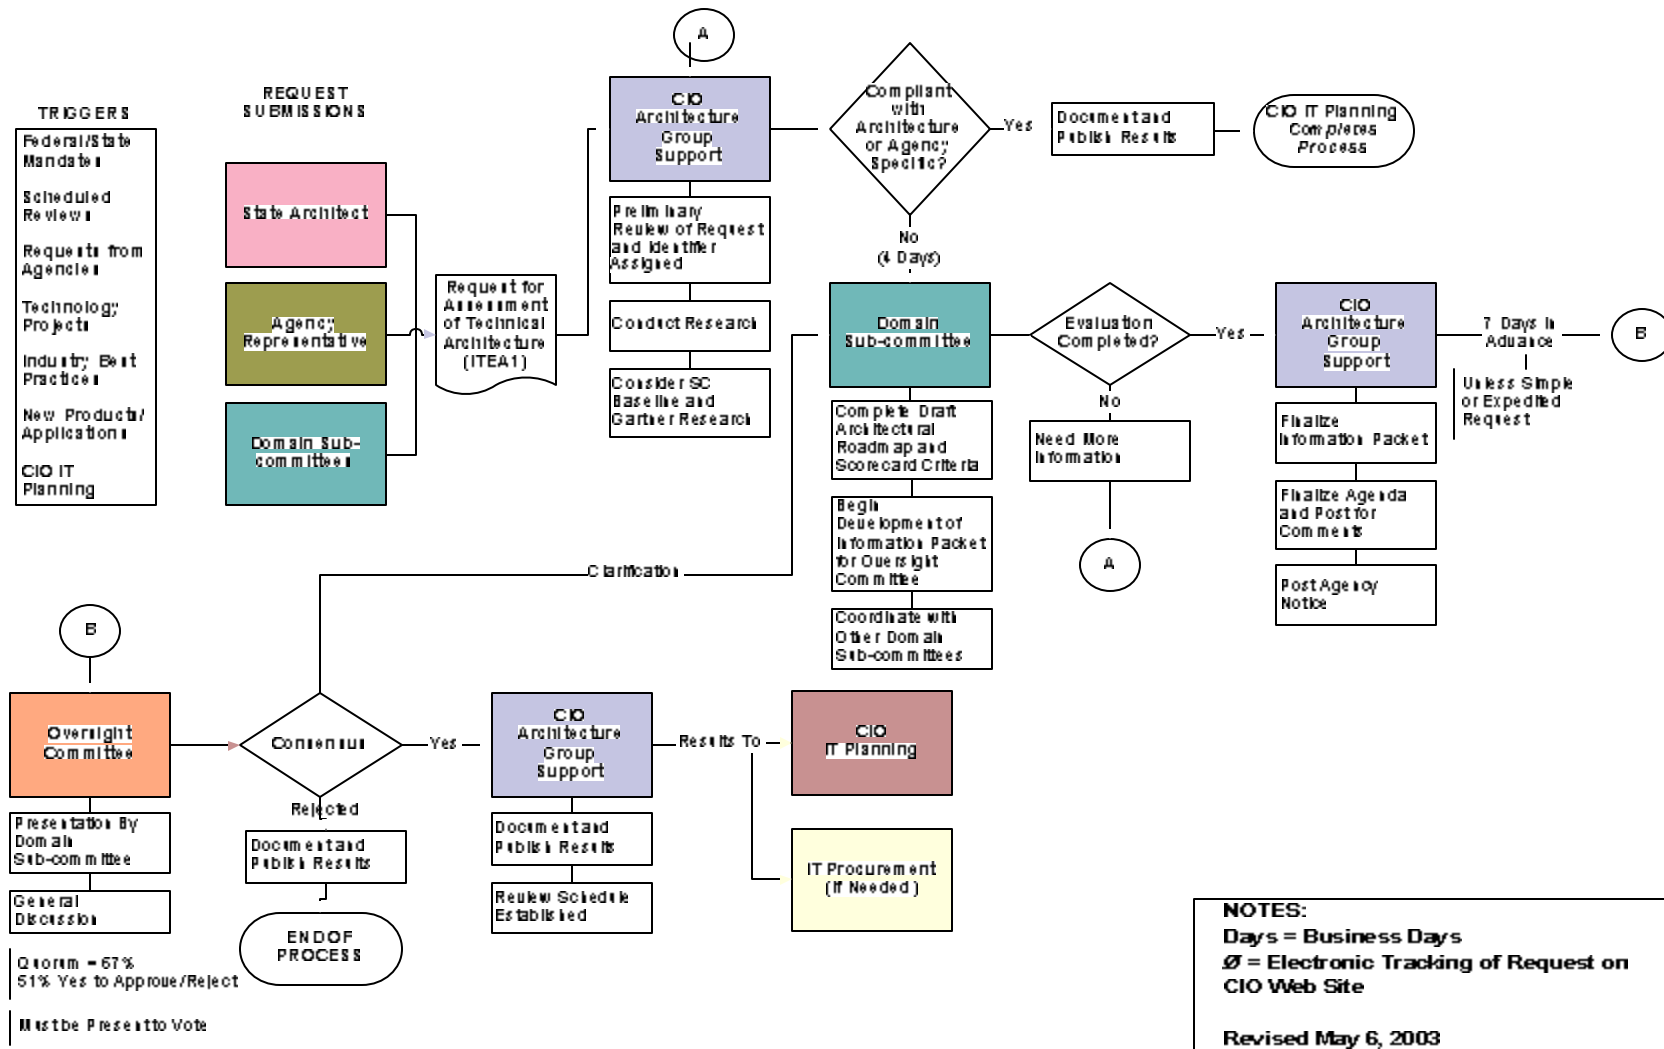 A
TRIGGERS
Federal/State
Mandates
Scheduled
Reviews
Requests from
Agencies
Technology
Projects
Industry Best
Practices
New Products/
Applications
CIO IT
Planning
REQUEST
SUBMISSIONS
State Architect
Agency
Representative
Domain Sub-
committees
Request for
Assessment
of Technical
Architecture
(ITEA1)
CIO
Architecture
Group
Support
Preliminary
Review of Request
and Identifier
Assigned
Conduct Research
Consider SC
Baseline and
Gartner Research
Compliant
with
Architecture
or Agency
Specific?
Yes
Document and
Publish Results
CIO IT Planning
Completes
Process
No
(4 Days)
Domain
Sub-committee
Complete Draft
Architectural
Roadmap and
Scorecard Criteria
Begin
Development of
Information Packet
for Oversight
Committee
Coordinate with
Other Domain
Sub-committees
Evaluation
Completed?
Yes
No
Need More
Information
A
CIO
Architecture
Group
Support
Finalize
Information Packet
Finalize Agenda
and Post for
Comments
Post Agency
Notice
7 Days in
Advance
Unless Simple
or Expedited
Request
B
Clarification
B
Oversight
Committee
Presentation By
Domain
Sub-committee
General
Discussion
Quorum = 67%
51% Yes to Approve/Reject
Must be Present to Vote
Consensus
Yes
Rejected
Document and
Publish Results
END OF
PROCESS
CIO
Architecture
Group
Support
Document and
Publish Results
Review Schedule
Established
Results To
CIO
IT Planning
IT Procurement
(If Needed)
NOTES:
Days = Business Days
Ø = Electronic Tracking of Request on
CIO Web Site
Revised May 6, 2003